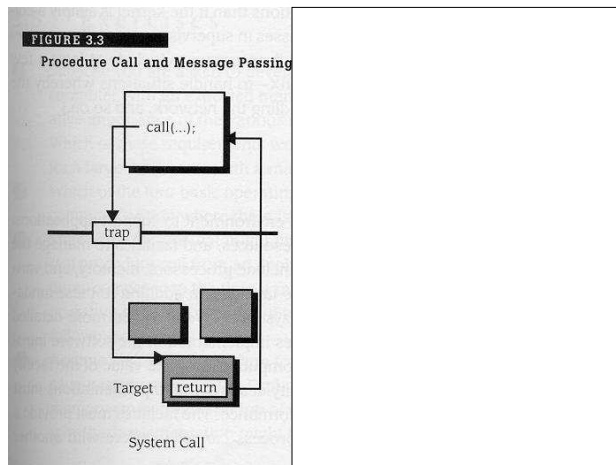 FIGURE 3.3
Procedure Call and Message Passing
call(...);
trap
Target
return
System Call